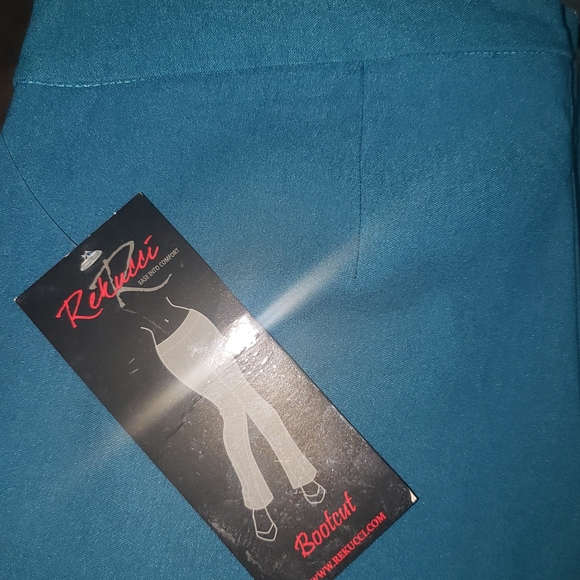 Rekucci
R
EASE INTO COMFORT
Bootcut
WWW.REKUCCI.COM